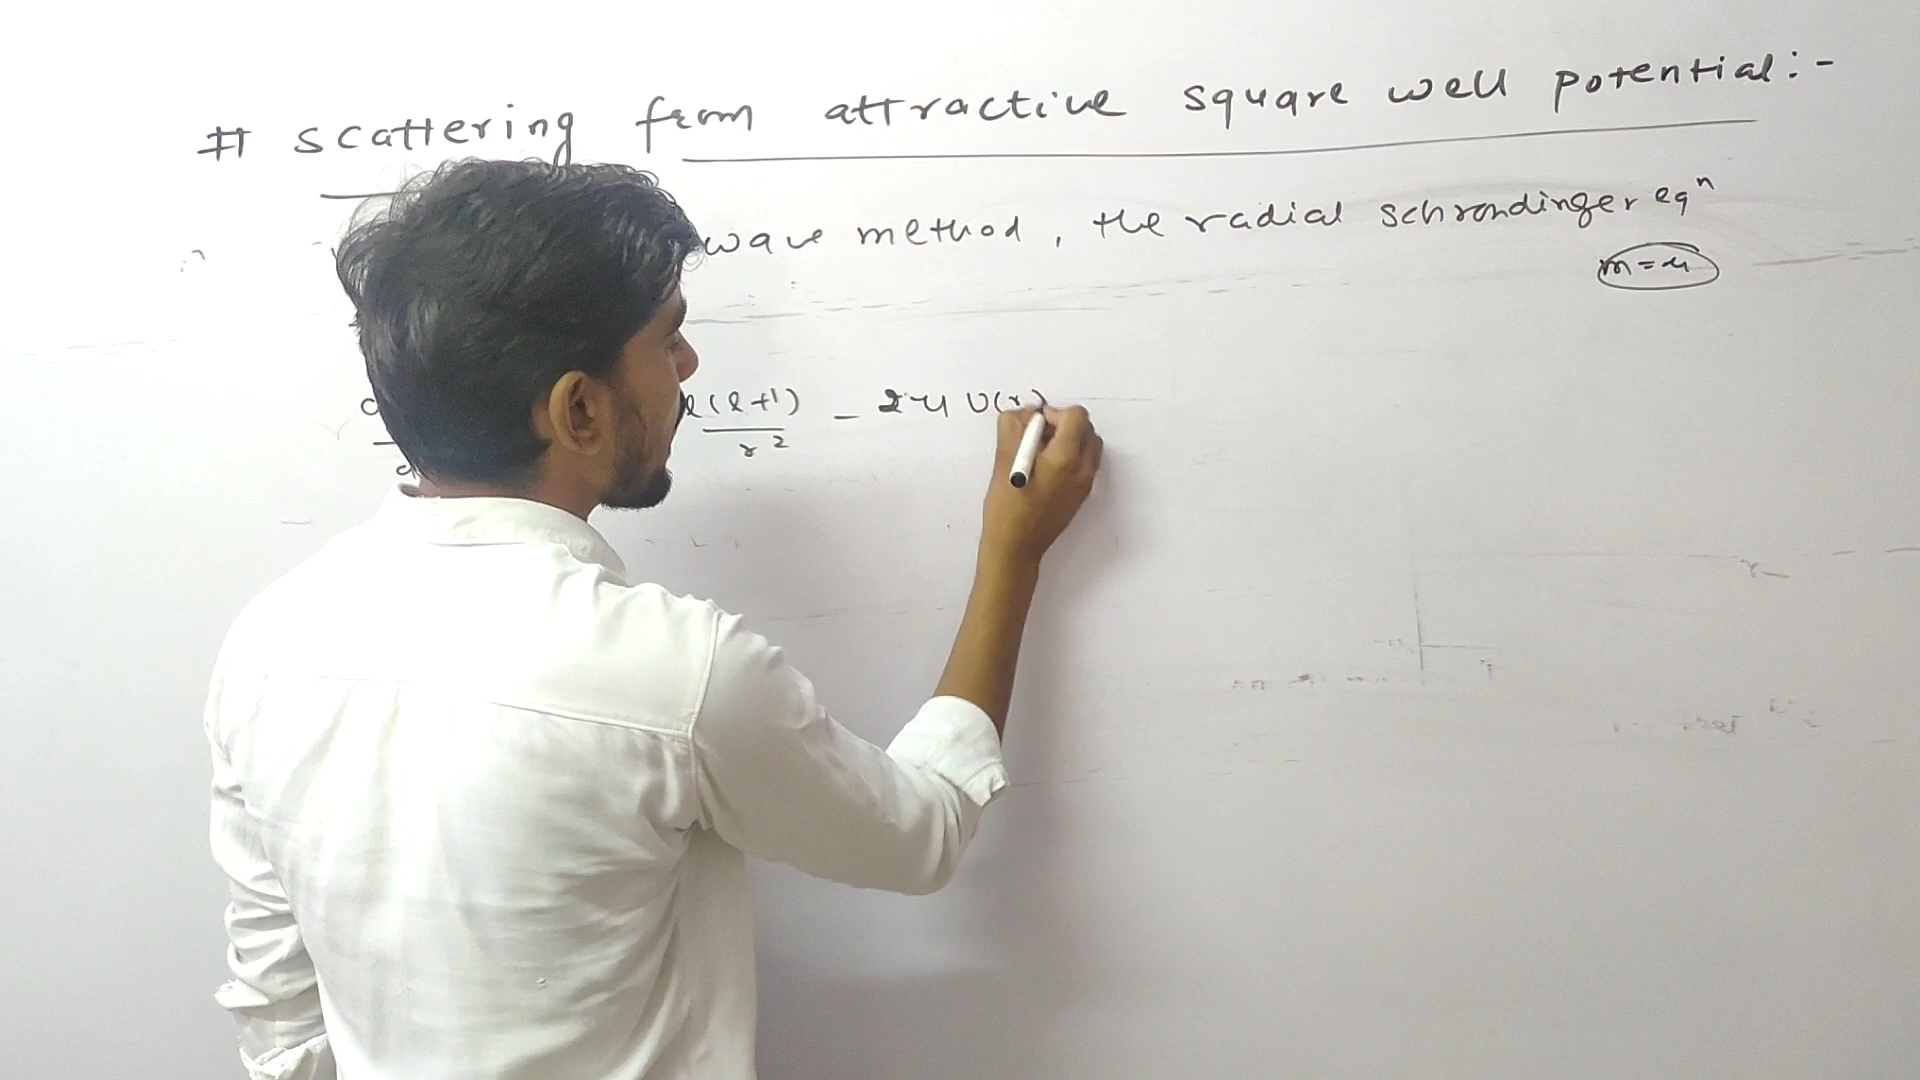 # scattering from attractive square well potential:-
wave method, the radial schrondinger eqⁿ
m=μ
l(l+1)/r² - 2μ U(r)